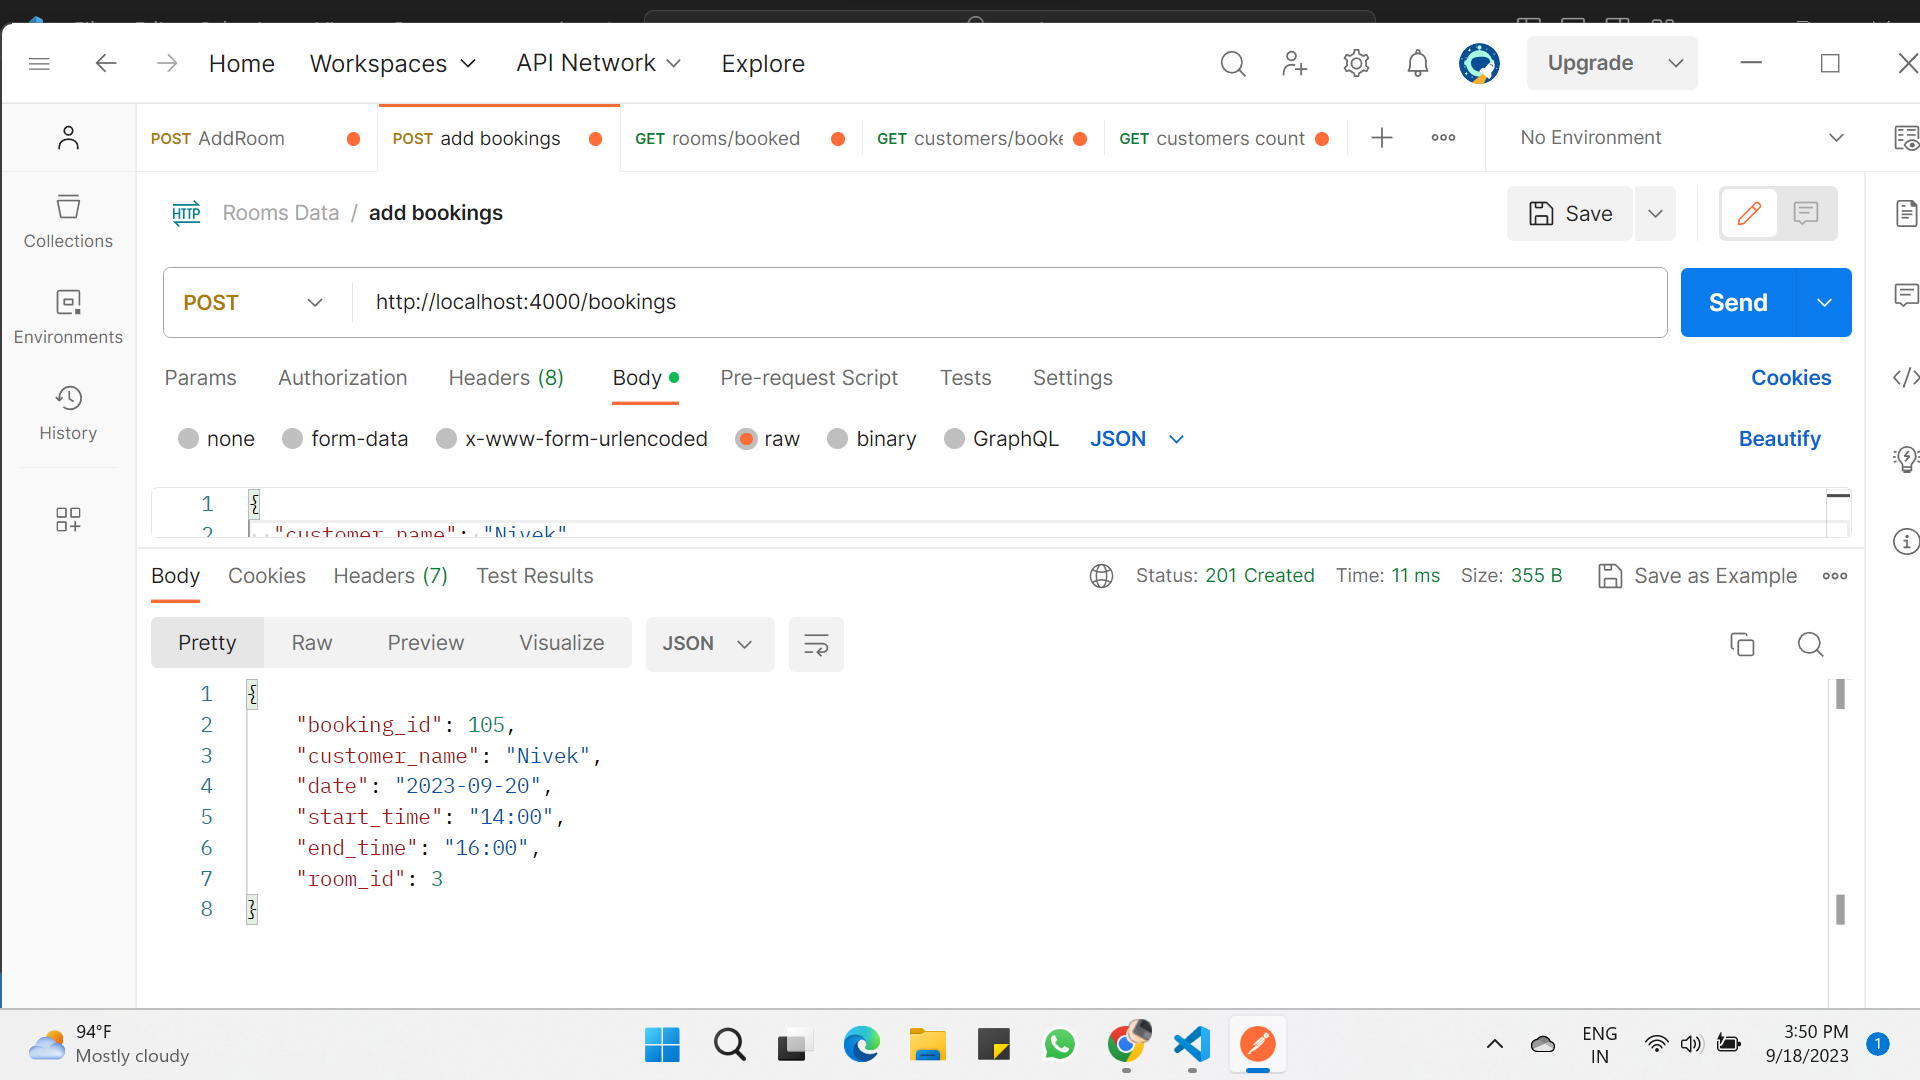 Home
Workspaces
API Network
Explore
Upgrade
POST AddRoom
POST add bookings
GET rooms/booked
GET customers/booke
GET customers count
No Environment
HTTP
Rooms Data / add bookings
Save
Collections
Environments
History
POST
http://localhost:4000/bookings
Send
Params
Authorization
Headers (8)
Body
Pre-request Script
Tests
Settings
Cookies
none
form-data
x-www-form-urlencoded
raw
binary
GraphQL
JSON
Beautify
1 {
2 "customer_name": "Nivek"
Body
Cookies
Headers (7)
Test Results
Status: 201 Created
Time: 11 ms
Size: 355 B
Save as Example
Pretty
Raw
Preview
Visualize
JSON
1 {
2 "booking_id": 105,
3 "customer_name": "Nivek",
4 "date": "2023-09-20",
5 "start_time": "14:00",
6 "end_time": "16:00",
7 "room_id": 3
8 }
94°F
Mostly cloudy
ENG
IN
3:50 PM
9/18/2023
1